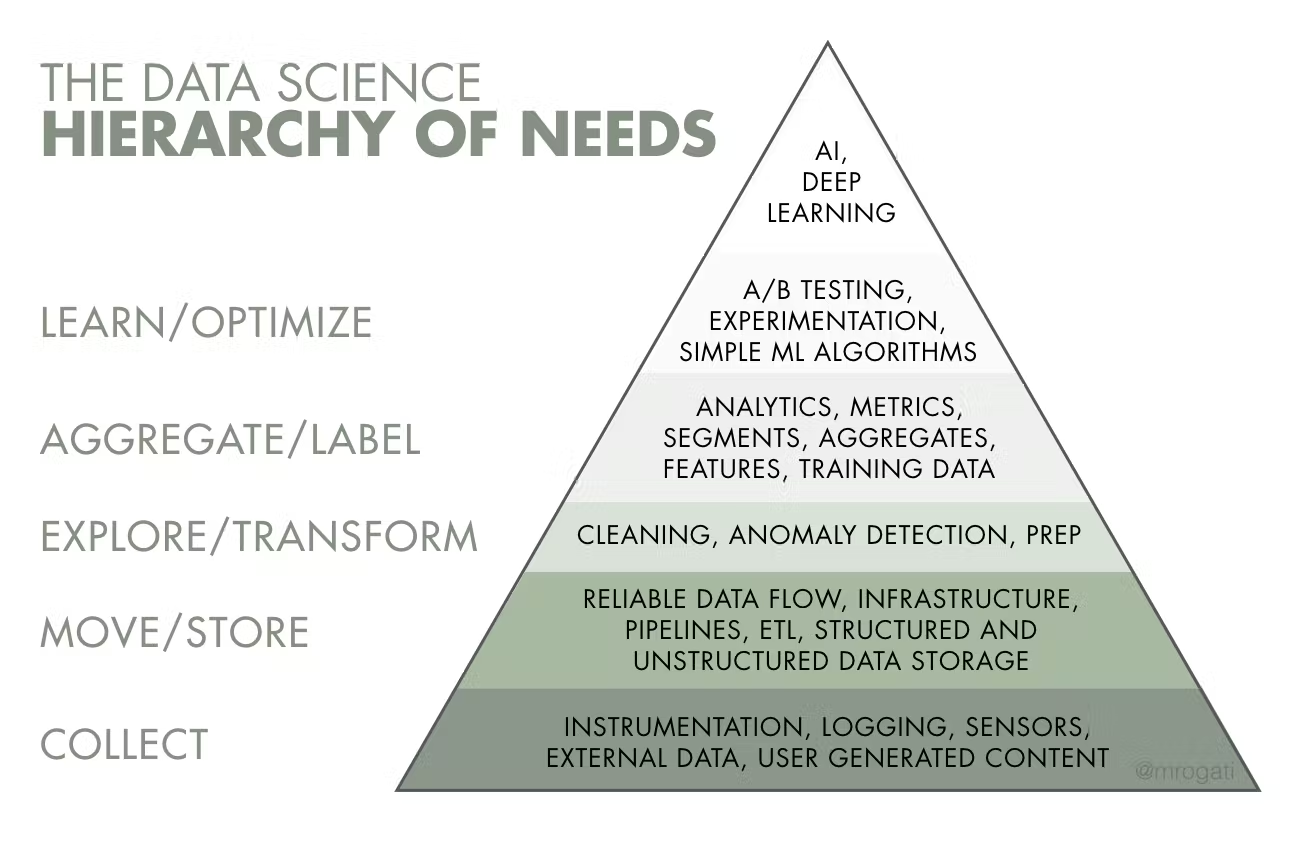 THE DATA SCIENCE
HIERARCHY OF NEEDS
AI,
DEEP
LEARNING
LEARN/OPTIMIZE
A/B TESTING,
EXPERIMENTATION,
SIMPLE ML ALGORITHMS
AGGREGATE/LABEL
ANALYTICS, METRICS,
SEGMENTS, AGGREGATES,
FEATURES, TRAINING DATA
EXPLORE/TRANSFORM
CLEANING, ANOMALY DETECTION, PREP
MOVE/STORE
RELIABLE DATA FLOW, INFRASTRUCTURE,
PIPELINES, ETL, STRUCTURED AND
UNSTRUCTURED DATA STORAGE
COLLECT
INSTRUMENTATION, LOGGING, SENSORS,
EXTERNAL DATA, USER GENERATED CONTENT
@mrogati